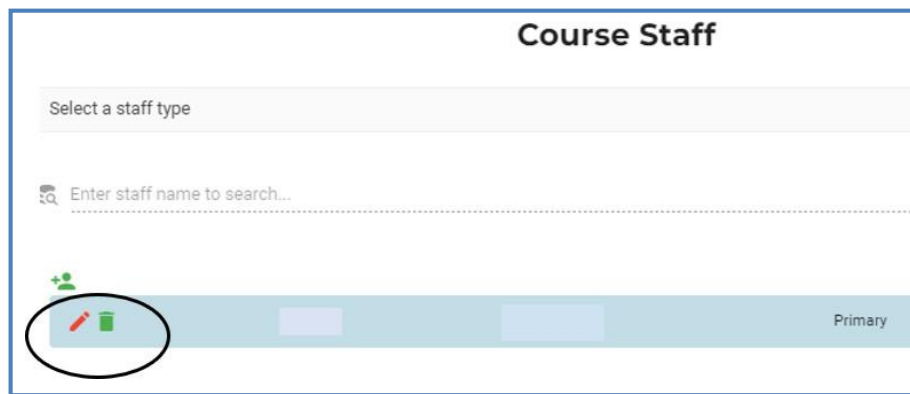 Course Staff
Select a staff type
Enter staff name to search...
Primary